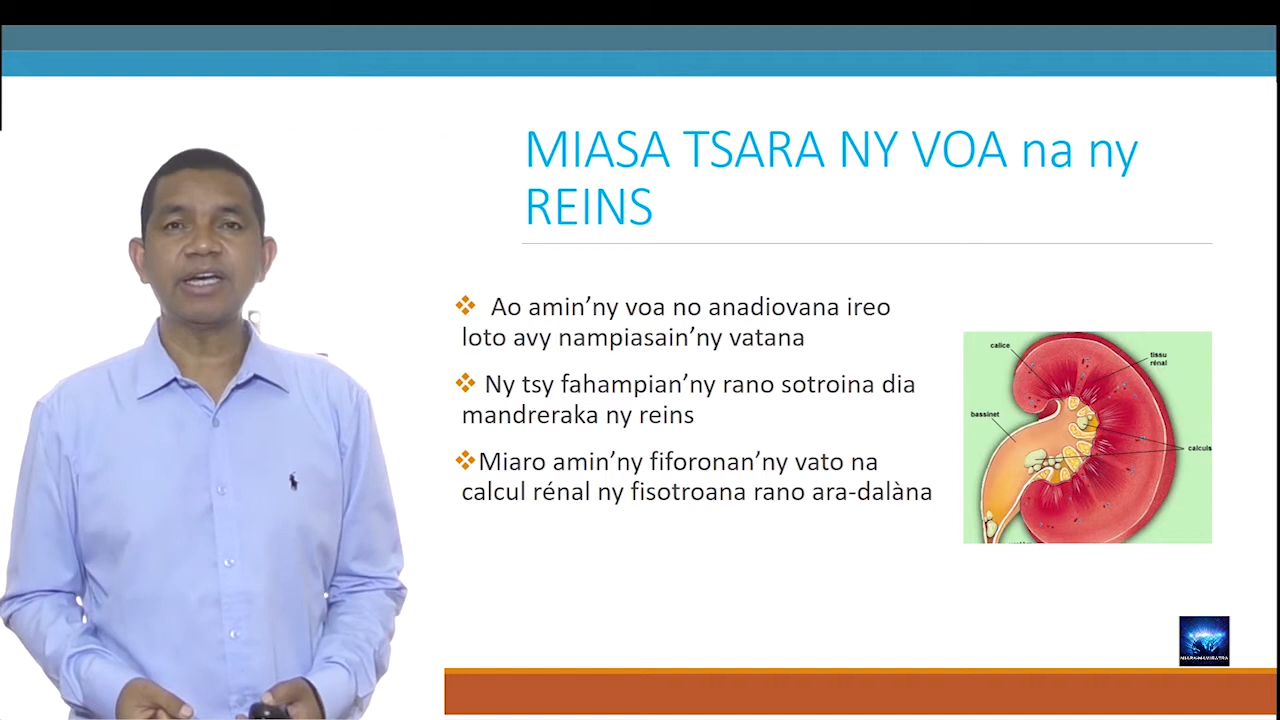 MIASA TSARA NY VOA na ny
REINS
❖ Ao amin’ny voa no anadiovana ireo
loto avy nampiasain’ny vatana
❖ Ny tsy fahampian’ny rano sotroina dia
mandreraka ny reins
❖Miaro amin’ny fiforonan’ny vato na
calcul rénal ny fisotroana rano ara-dalàna
calice
tissu
rénal
bassinet
calculs